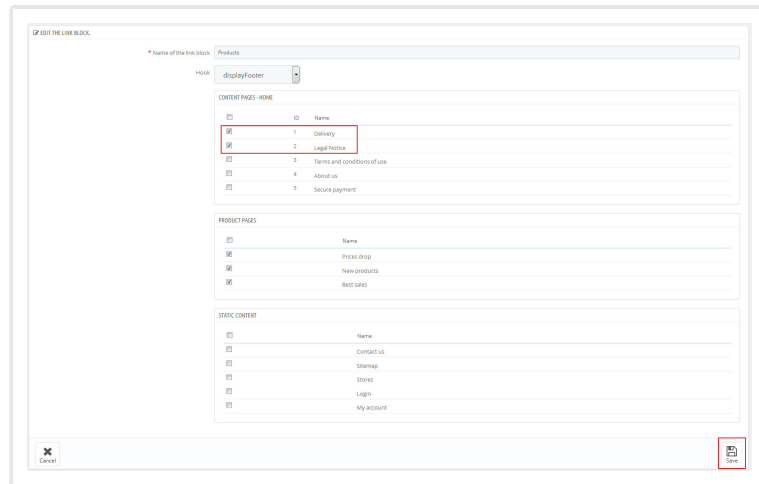 EDIT THE LINK BLOCK.
* Name of the link block Products
Hook displayFooter
CONTENT PAGES - HOME
ID Name
1 Delivery
2 Legal Notice
3 Terms and conditions of use
4 About us
5 Secure payment
PRODUCT PAGES
Name
Prices drop
New products
Best sales
STATIC CONTENT
Name
Contact us
Sitemap
Stores
Login
My account
Cancel Save